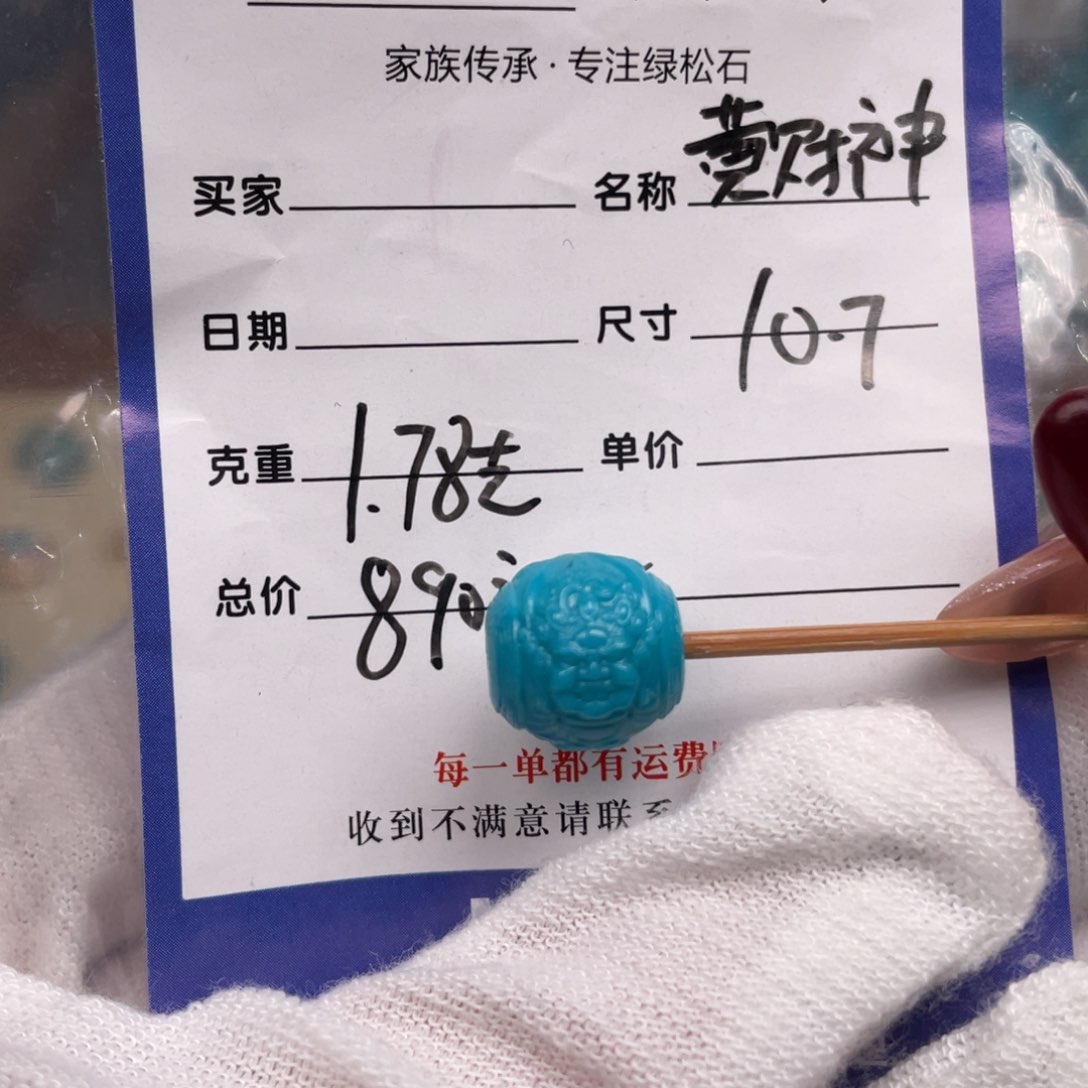 家族传承·专注绿松石
买家 名称 黄财神
日期 尺寸 10.7
克重 1.78克 单价
总价 890
每一单都有运费
收到不满意请联